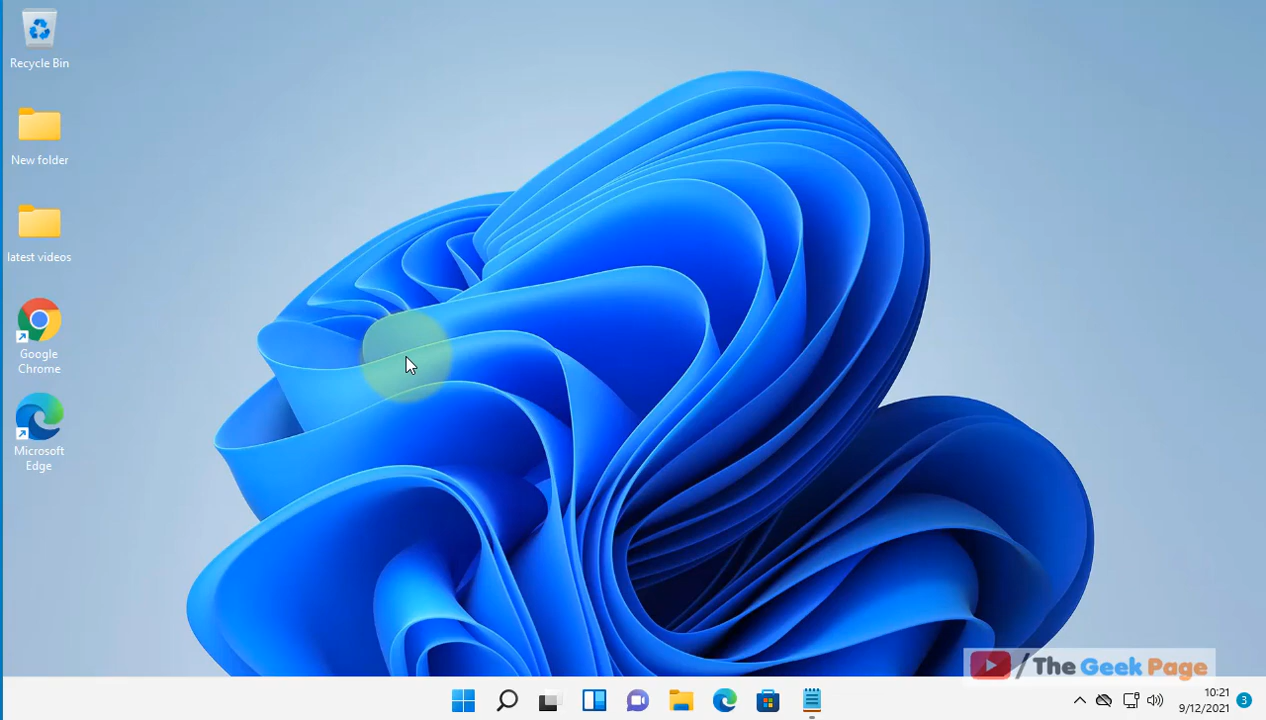 Recycle Bin
New folder
latest videos
Google
Chrome
Microsoft
Edge
/ The Geek Page
10:21
9/12/2021
3